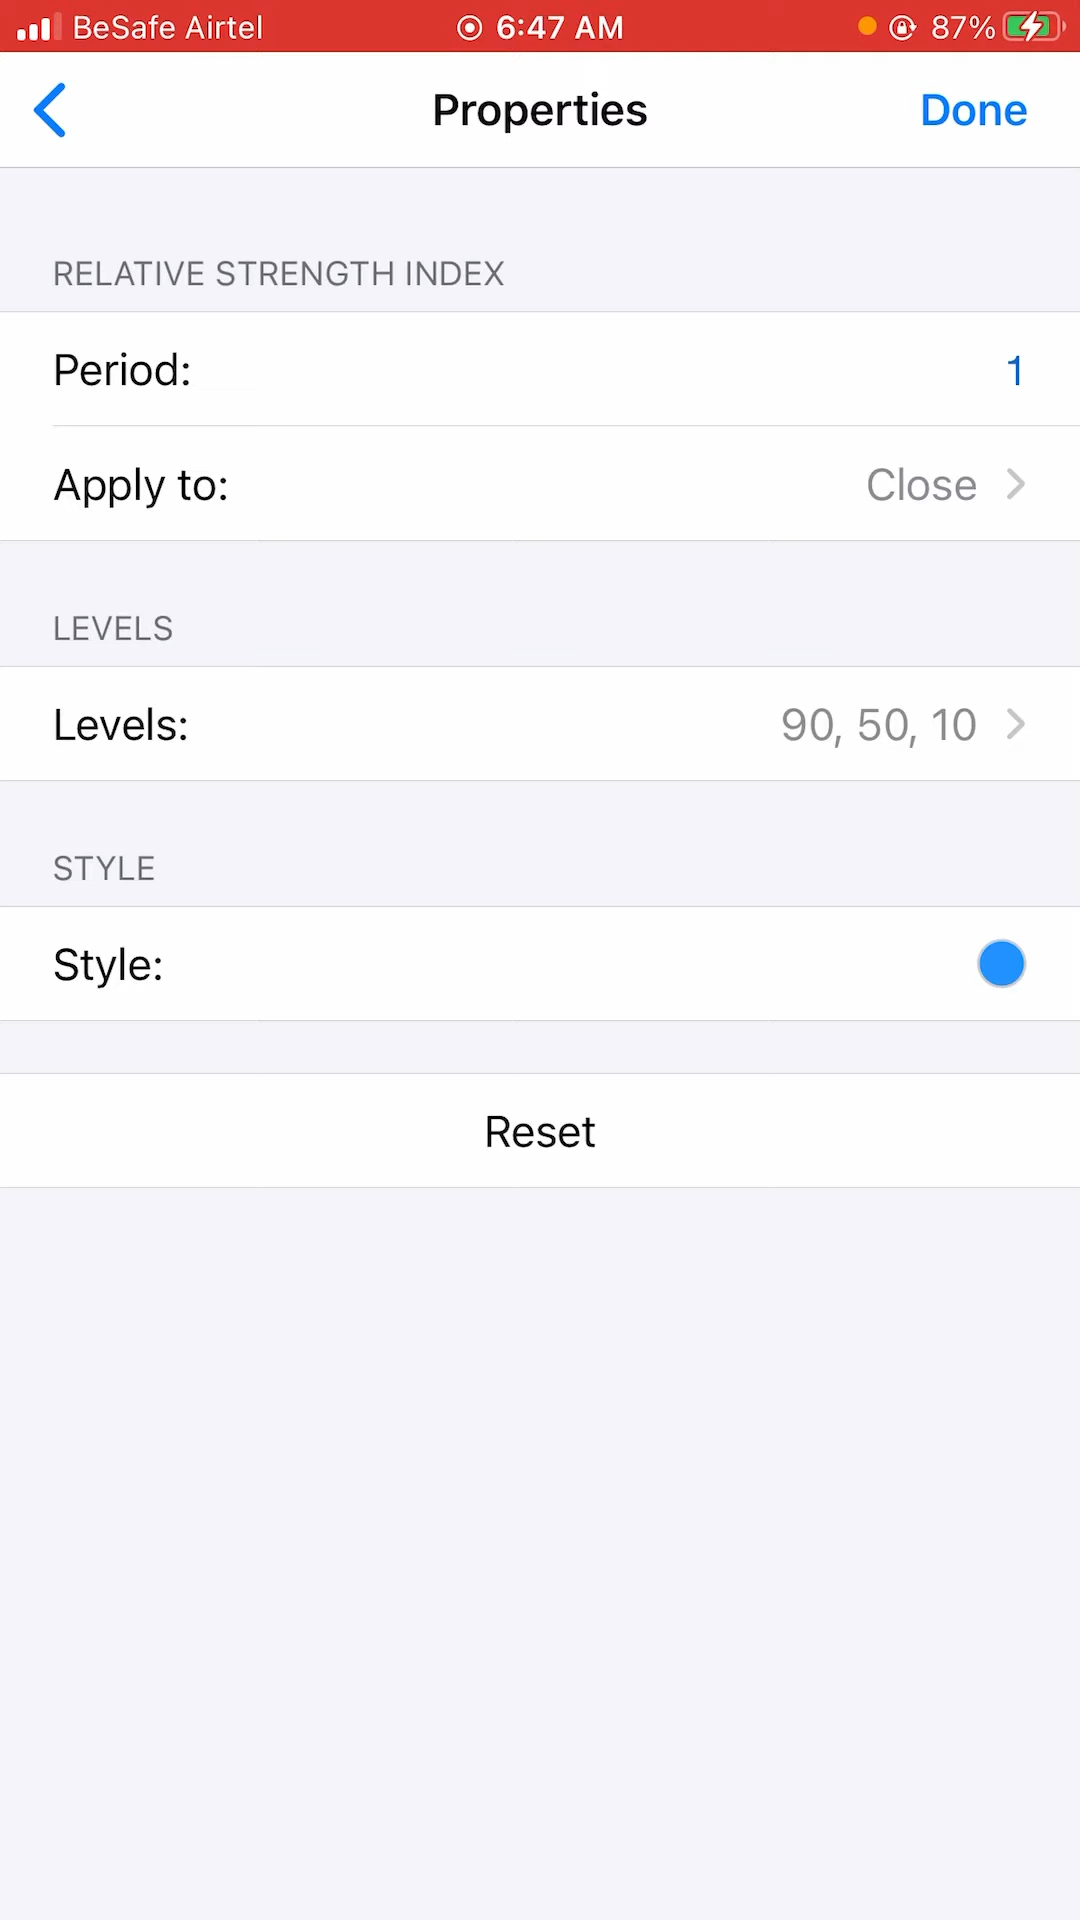 BeSafe Airtel 6:47 AM 87%
Properties Done
RELATIVE STRENGTH INDEX
Period: 1
Apply to: Close
LEVELS
Levels: 90, 50, 10
STYLE
Style:
Reset